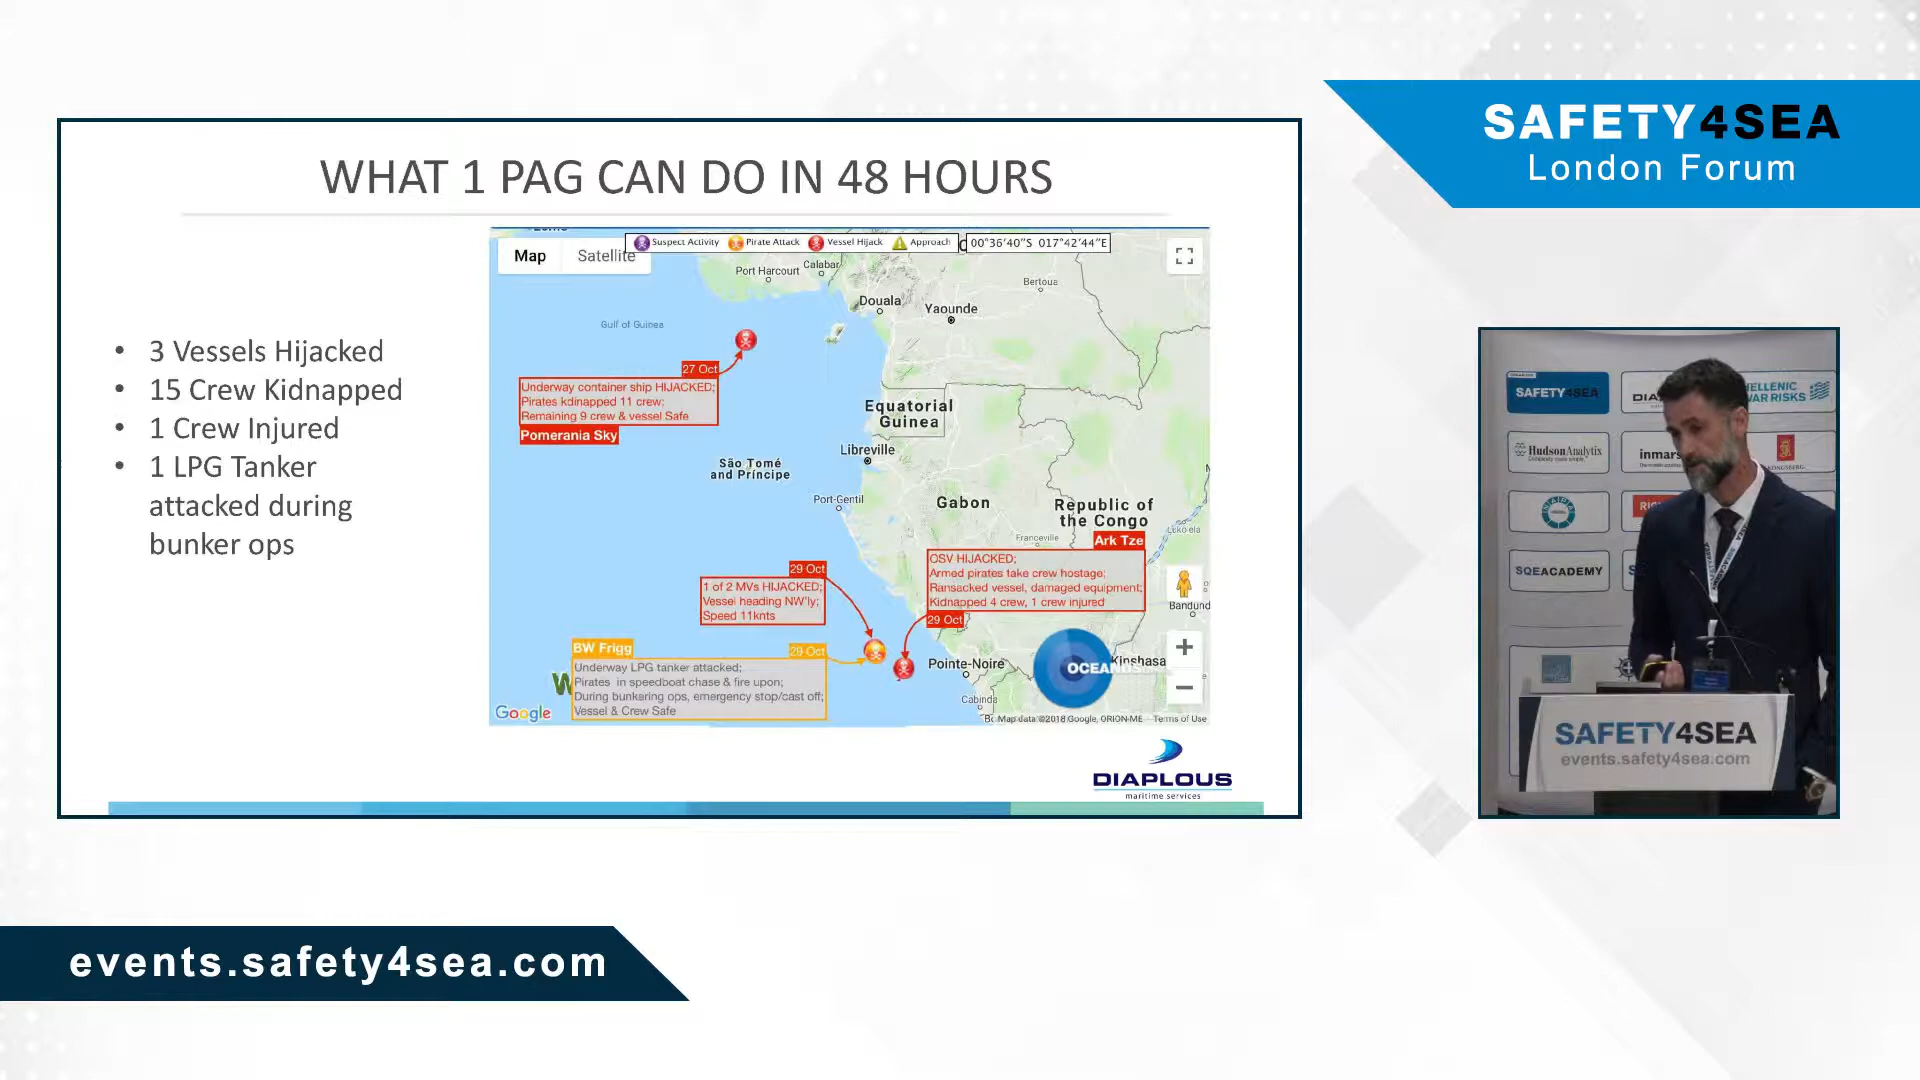 SAFETY4SEA
London Forum
WHAT 1 PAG CAN DO IN 48 HOURS
• 3 Vessels Hijacked
• 15 Crew Kidnapped
• 1 Crew Injured
• 1 LPG Tanker
attacked during
bunker ops
Map Satellite
Suspect Activity Pirate Attack Vessel Hijack Approach
00°36'40"S 017°42'44"E
Port Harcourt
Calabar
Douala
Yaounde
Bertoua
Gulf of Guinea
27 Oct
Underway container ship HIJACKED;
Pirates kdinapped 11 crew;
Remaining 9 crew & vessel Safe
Pomerania Sky
Equatorial
Guinea
São Tomé
and Príncipe
Libreville
Port-Gentil
Gabon
Republic of
the Congo
Franceville
Ark Tze
OSV HIJACKED;
Armed pirates take crew hostage;
Ransacked vessel, damaged equipment;
Kidnapped 4 crew, 1 crew injured
29 Oct
29 Oct
1 of 2 MVs HIJACKED;
Vessel heading NW'ly;
Speed 11knts
BW Frigg
29 Oct
Underway LPG tanker attacked;
Pirates in speedboat chase & fire upon;
During bunkering ops, emergency stop/cast off;
Vessel & Crew Safe
Pointe-Noire
Cabinda
Kinshasa
Bandund
Google
Map data ©2018 Google, ORION-ME Terms of Use
DIAPLOUS
maritime services
SAFETY4SEA
HELLENIC
WAR RISKS
HudsonAnalytix
inmars
KONGSBERG
SQEACADEMY
SAFETY4SEA
events.safety4sea.com
events.safety4sea.com